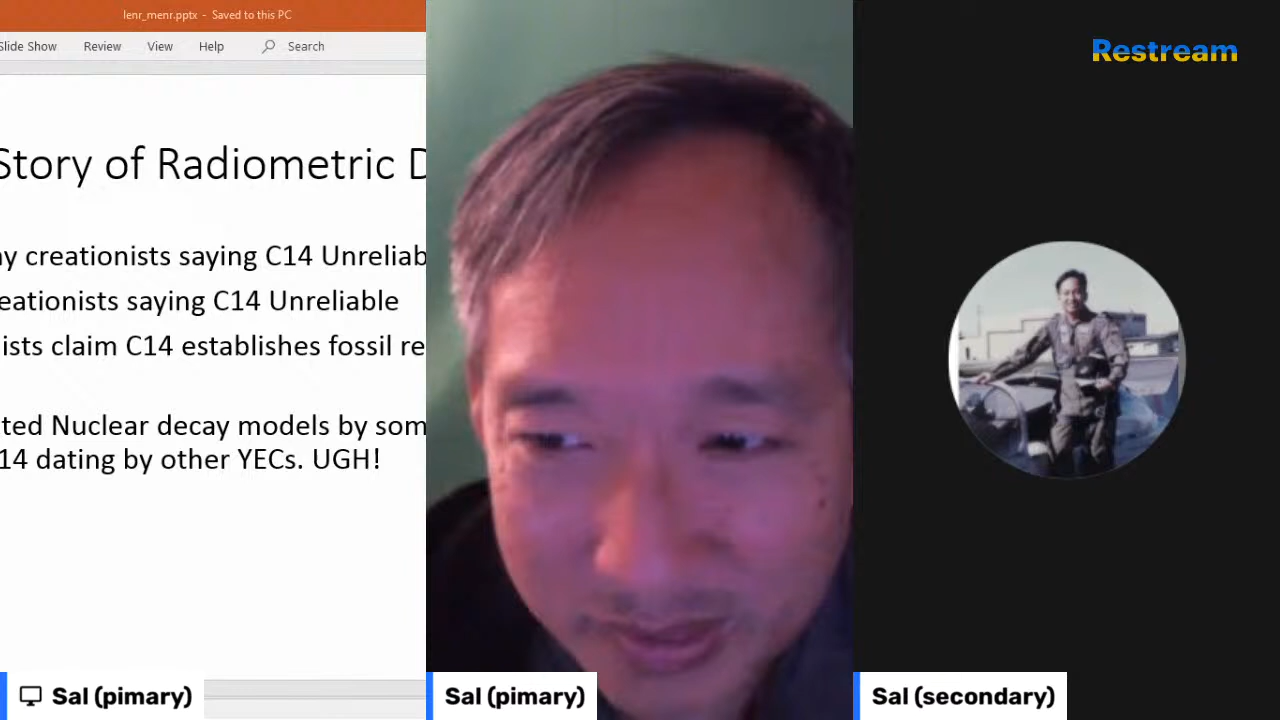 lenr_menr.pptx - Saved to this PC
Slide Show Review View Help Search
Story of Radiometric D
y creationists saying C14 Unreliab
eationists saying C14 Unreliable
ists claim C14 establishes fossil re
ted Nuclear decay models by som
14 dating by other YECs. UGH!
Restream
Sal (pimary)
Sal (pimary)
Sal (secondary)